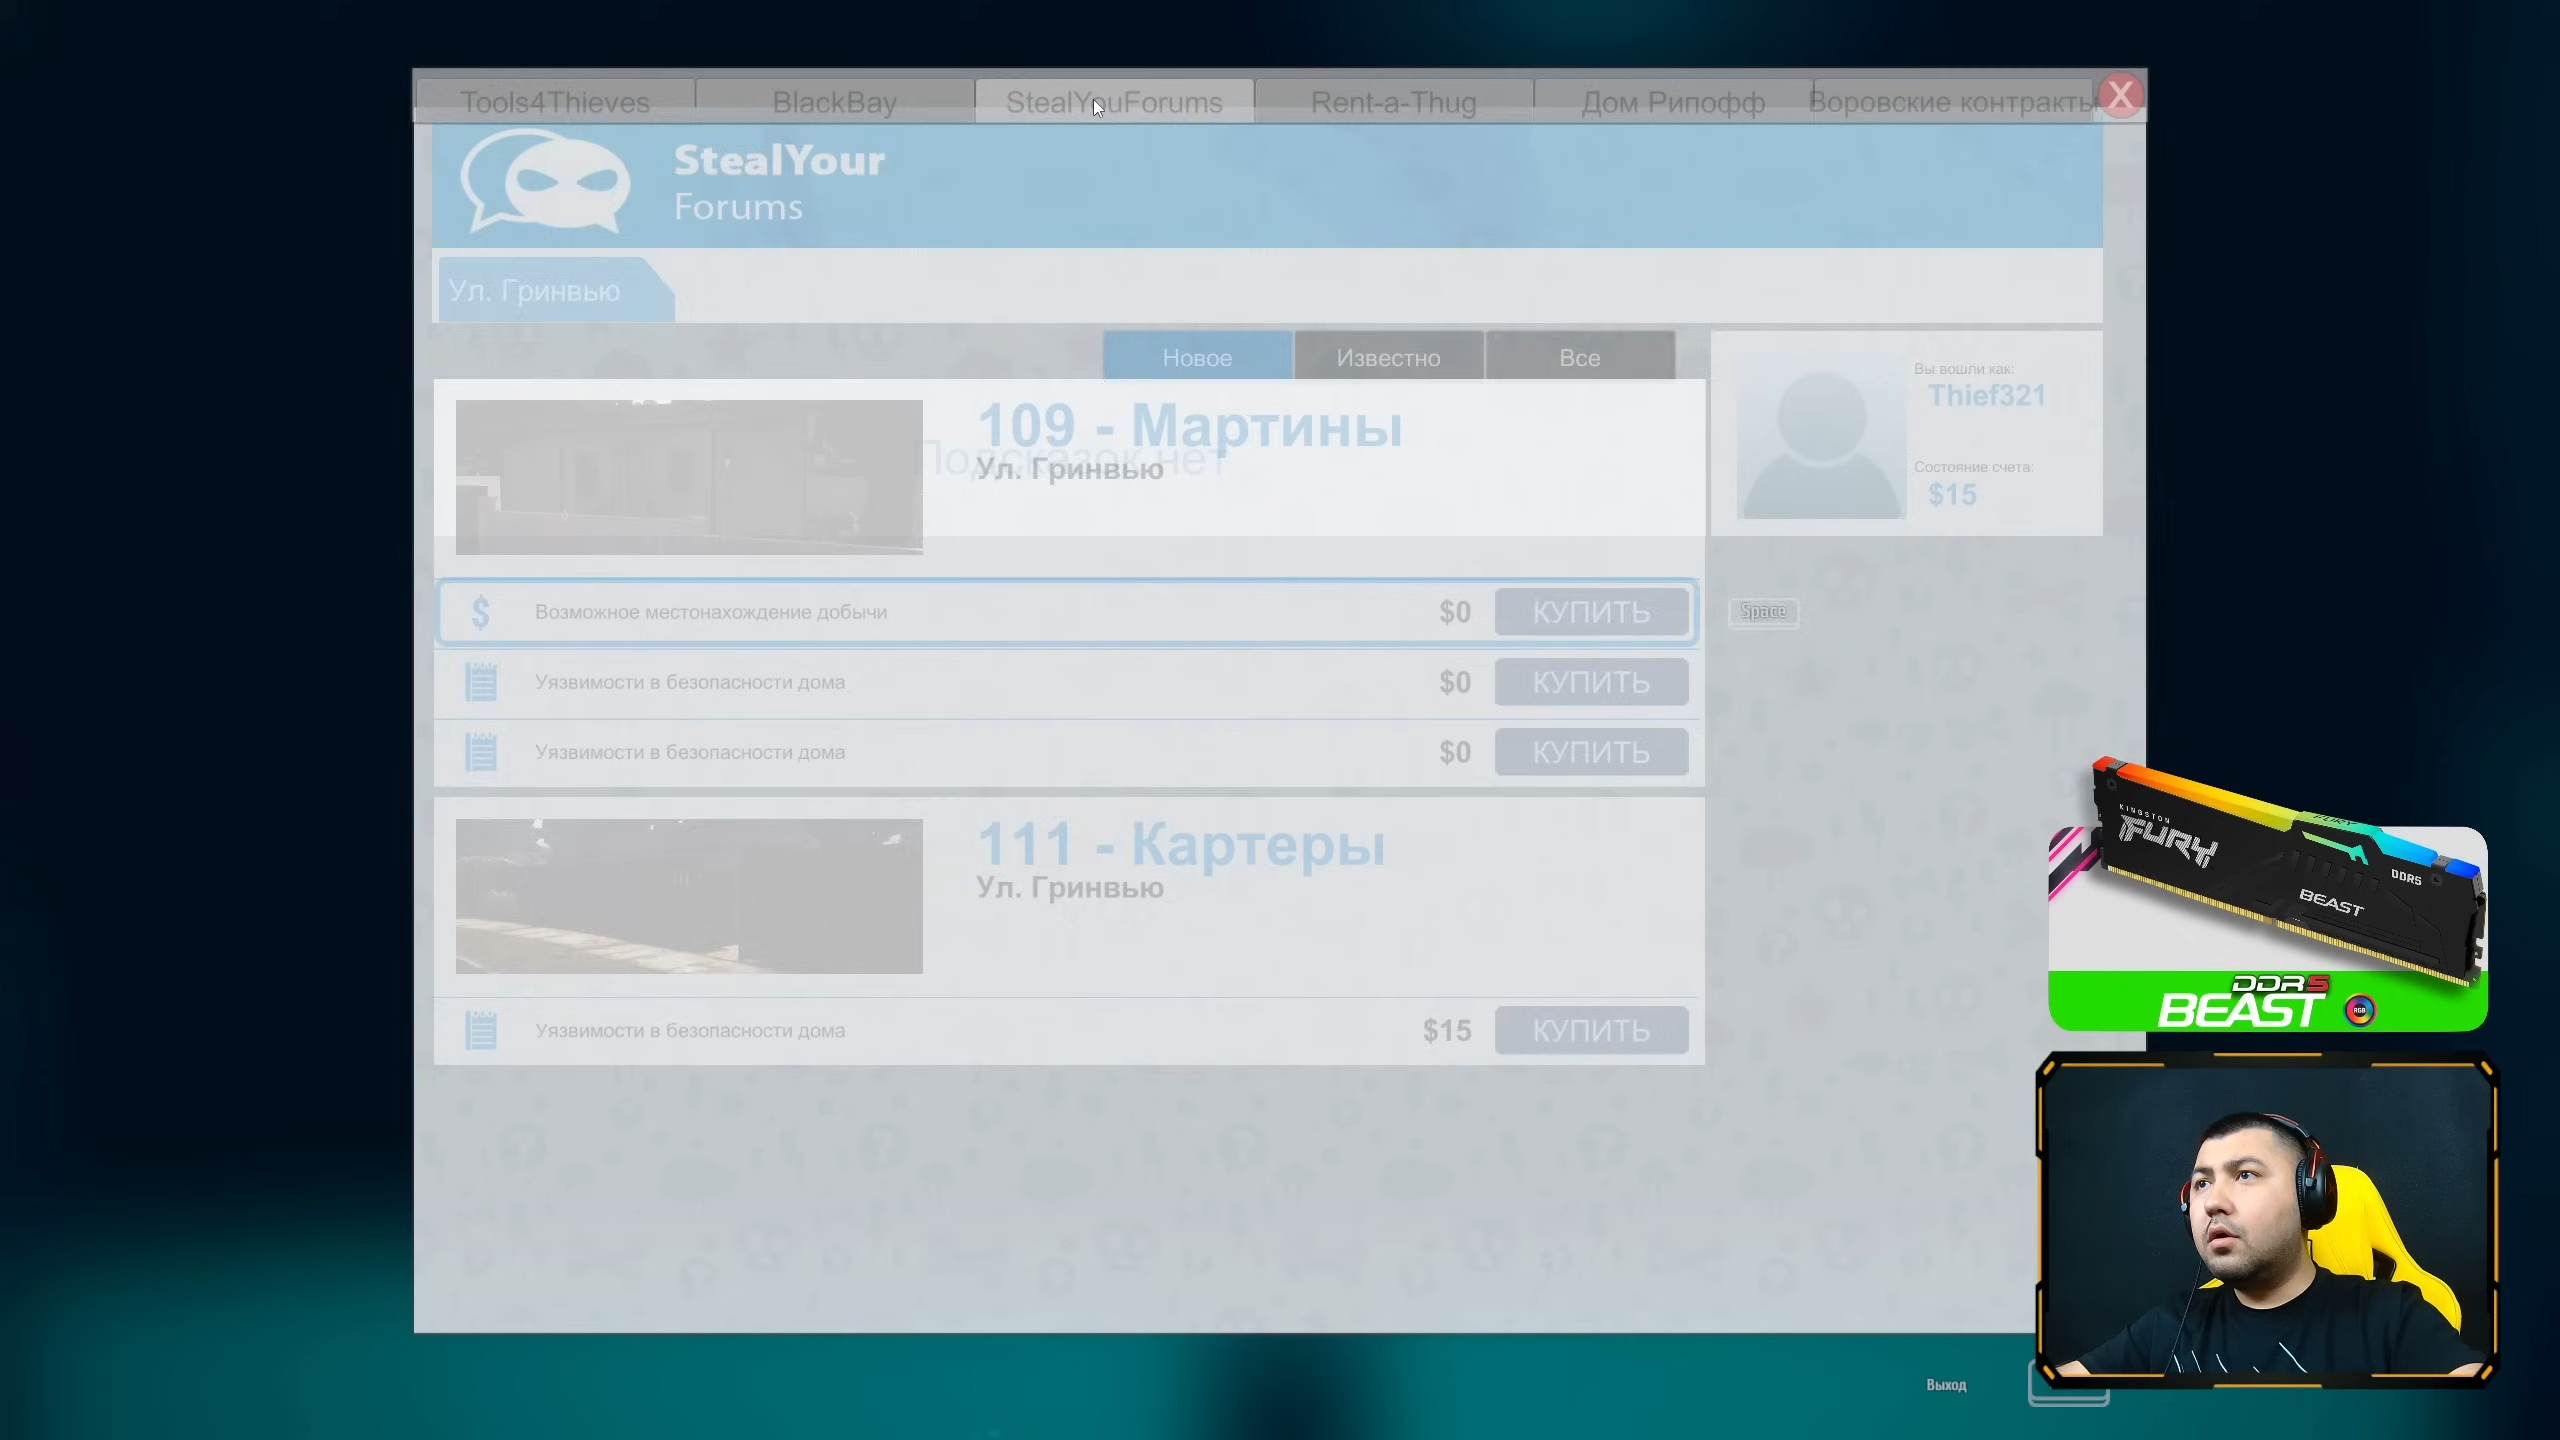 Tools4Thieves
BlackBay
StealYouForums
Rent-a-Thug
Дом Рипофф
Воровские контракты
X
StealYour
Forums
Ул. Гринвью
Новое
Известно
Все
109 - Мартины
Подсказок нет
Ул. Гринвью
Вы вошли как:
Thief321
Состояние счета:
$15
$ Возможное местонахождение добычи $0 КУПИТЬ
Space
Уязвимости в безопасности дома $0 КУПИТЬ
Уязвимости в безопасности дома $0 КУПИТЬ
111 - Картеры
Ул. Гринвью
Уязвимости в безопасности дома $15 КУПИТЬ
KINGSTON
FURY
FURY
DDR5
BEAST
DDR5
BEAST
RGB
Выход